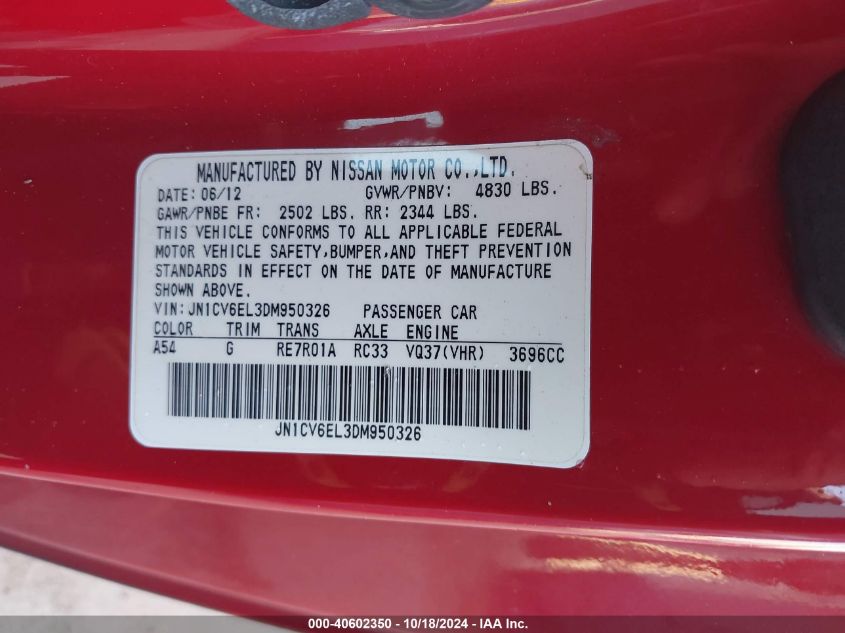 MANUFACTURED BY NISSAN MOTOR CO.,LTD.
DATE: 06/12 GVWR/PNBV: 4830 LBS.
GAWR/PNBE FR: 2502 LBS. RR: 2344 LBS.
THIS VEHICLE CONFORMS TO ALL APPLICABLE FEDERAL
MOTOR VEHICLE SAFETY,BUMPER,AND THEFT PREVENTION
STANDARDS IN EFFECT ON THE DATE OF MANUFACTURE
SHOWN ABOVE.
VIN:JN1CV6EL3DM950326 PASSENGER CAR
COLOR TRIM TRANS AXLE ENGINE
A54 G RE7R01A RC33 VQ37(VHR) 3696CC
JN1CV6EL3DM950326
000-40602350 - 10/18/2024 - IAA Inc.